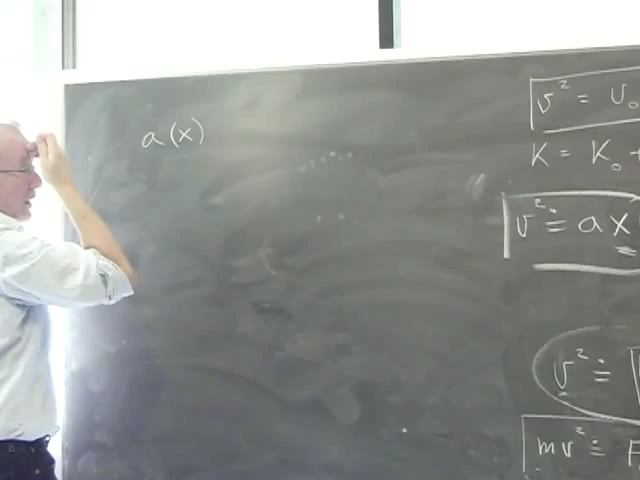 a(x)
v² = v₀
K = K₀ +
v² ≐ ax
v² ≐
mv² ≐ F